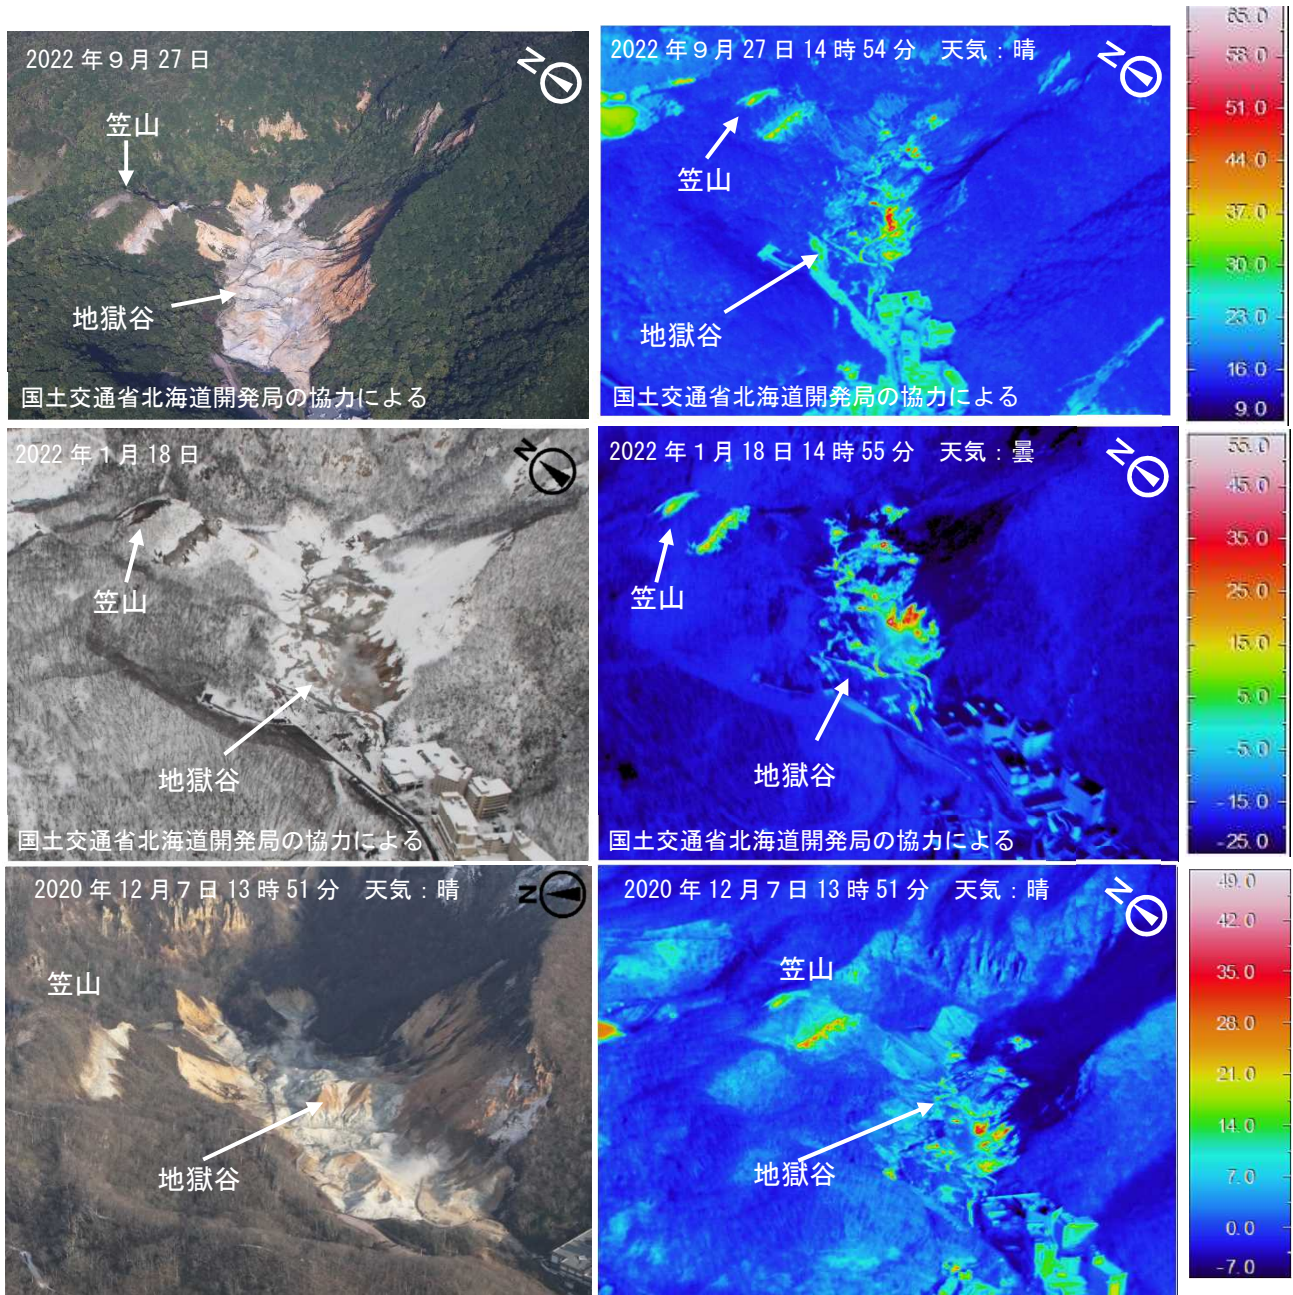 2022年9月27日
N
笠山
地獄谷
国土交通省北海道開発局の協力による
2022年9月27日14時54分　天気：晴
N
笠山
地獄谷
国土交通省北海道開発局の協力による
65.0
58.0
51.0
44.0
37.0
30.0
23.0
16.0
9.0
2022年1月18日
N
笠山
地獄谷
国土交通省北海道開発局の協力による
2022年1月18日14時55分　天気：曇
N
笠山
地獄谷
国土交通省北海道開発局の協力による
55.0
45.0
35.0
25.0
15.0
5.0
-5.0
-15.0
-25.0
2020年12月7日13時51分　天気：晴
N
笠山
地獄谷
2020年12月7日13時51分　天気：晴
N
笠山
地獄谷
49.0
42.0
35.0
28.0
21.0
14.0
7.0
0.0
-7.0